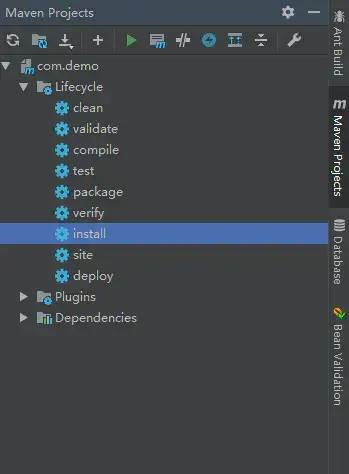 Maven Projects
com.demo
Lifecycle
clean
validate
compile
test
package
verify
install
site
deploy
Plugins
Dependencies
Ant Build
Maven Projects
Database
Bean Validation